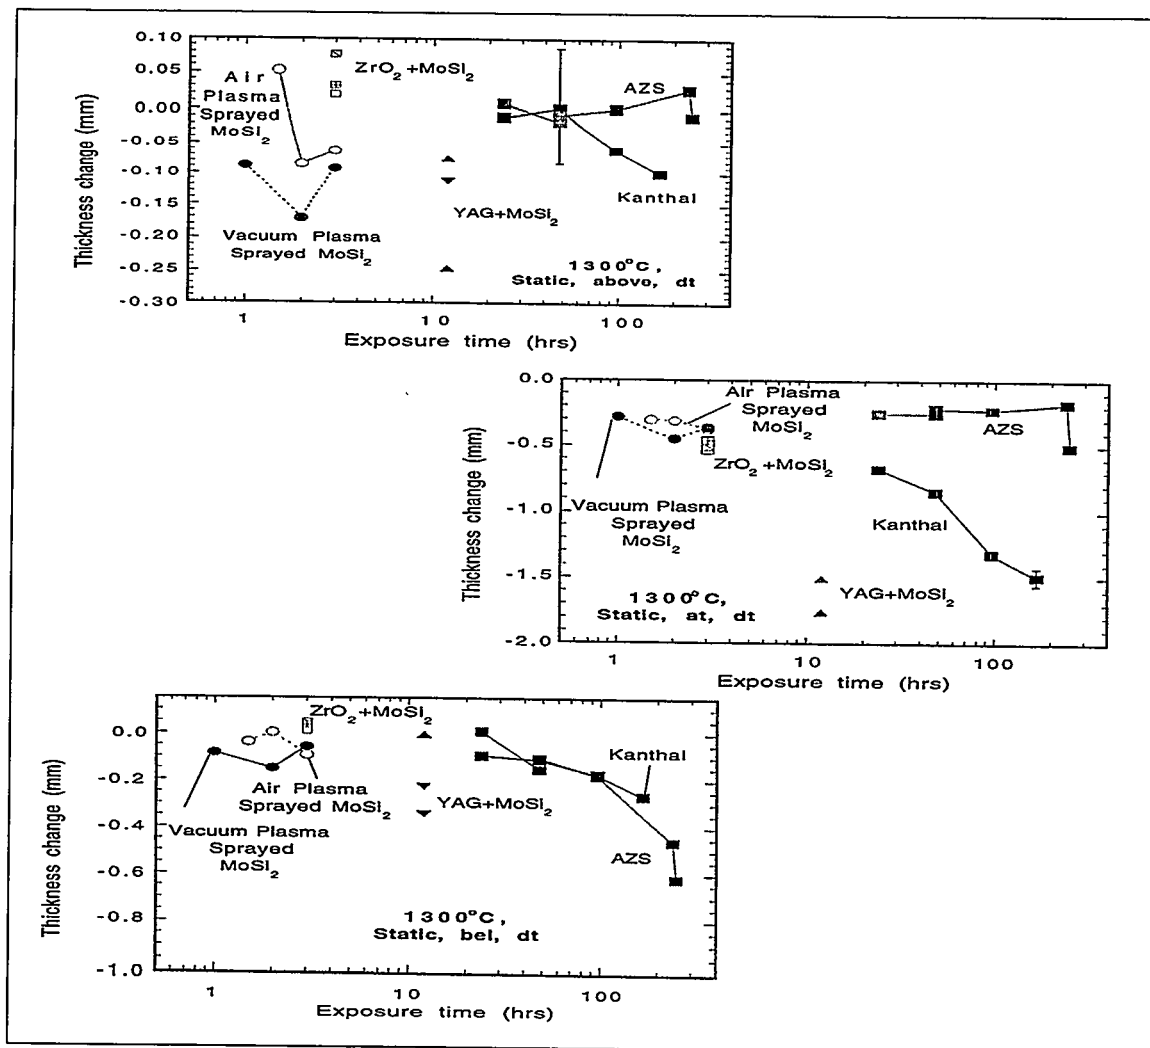 0.10
0.05
0.00
-0.05
-0.10
-0.15
-0.20
-0.25
-0.30
Thickness change (mm)
Air
Plasma
Sprayed
MoSi2
ZrO2+MoSi2
AZS
Kanthal
YAG+MoSi2
Vacuum Plasma
Sprayed MoSi2
1300°C,
Static, above, dt
1
10
100
Exposure time (hrs)
0.0
-0.5
-1.0
-1.5
-2.0
Thickness change (mm)
Air Plasma
Sprayed
MoSi2
AZS
ZrO2+MoSi2
Vacuum Plasma
Sprayed
MoSi2
Kanthal
YAG+MoSi2
1300°C,
Static, at, dt
1
10
100
Exposure time (hrs)
0.0
-0.2
-0.4
-0.6
-0.8
-1.0
Thickness change (mm)
ZrO2+MoSi2
Kanthal
Air Plasma
Sprayed MoSi2
YAG+MoSi2
Vacuum Plasma
Sprayed
MoSi2
AZS
1300°C,
Static, bel, dt
1
10
100
Exposure time (hrs)